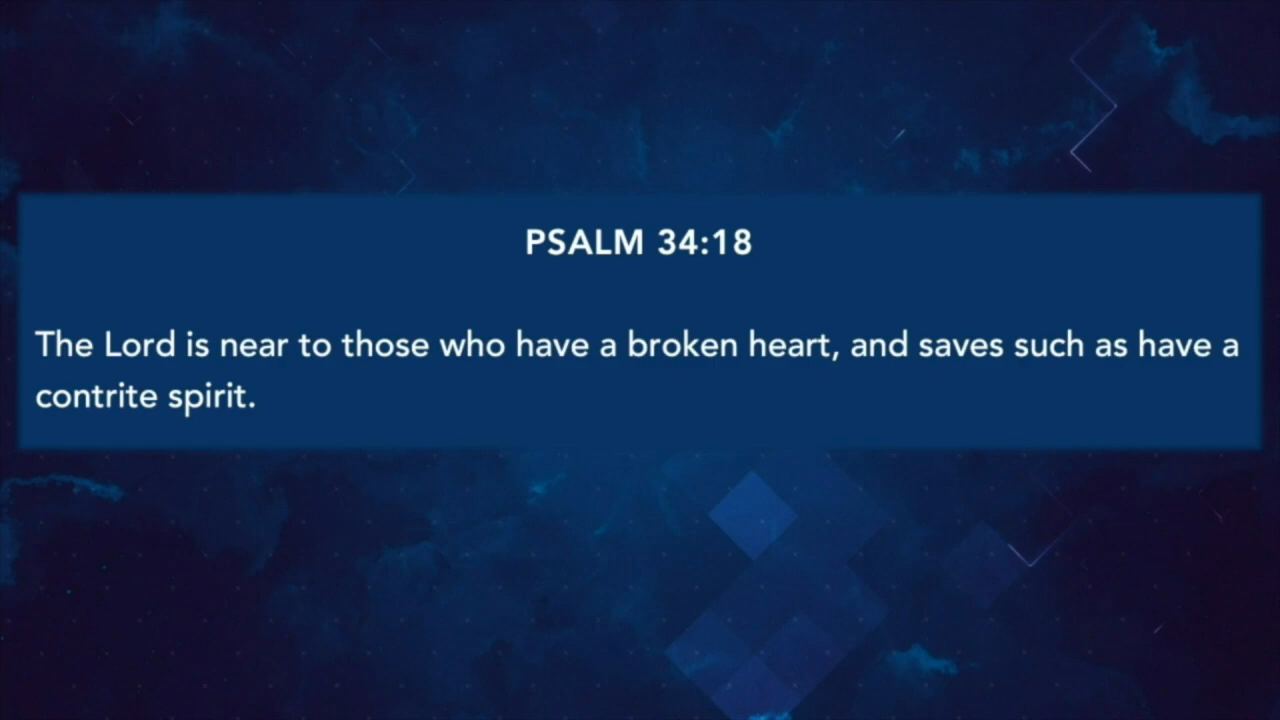 PSALM 34:18
The Lord is near to those who have a broken heart, and saves such as have a
contrite spirit.